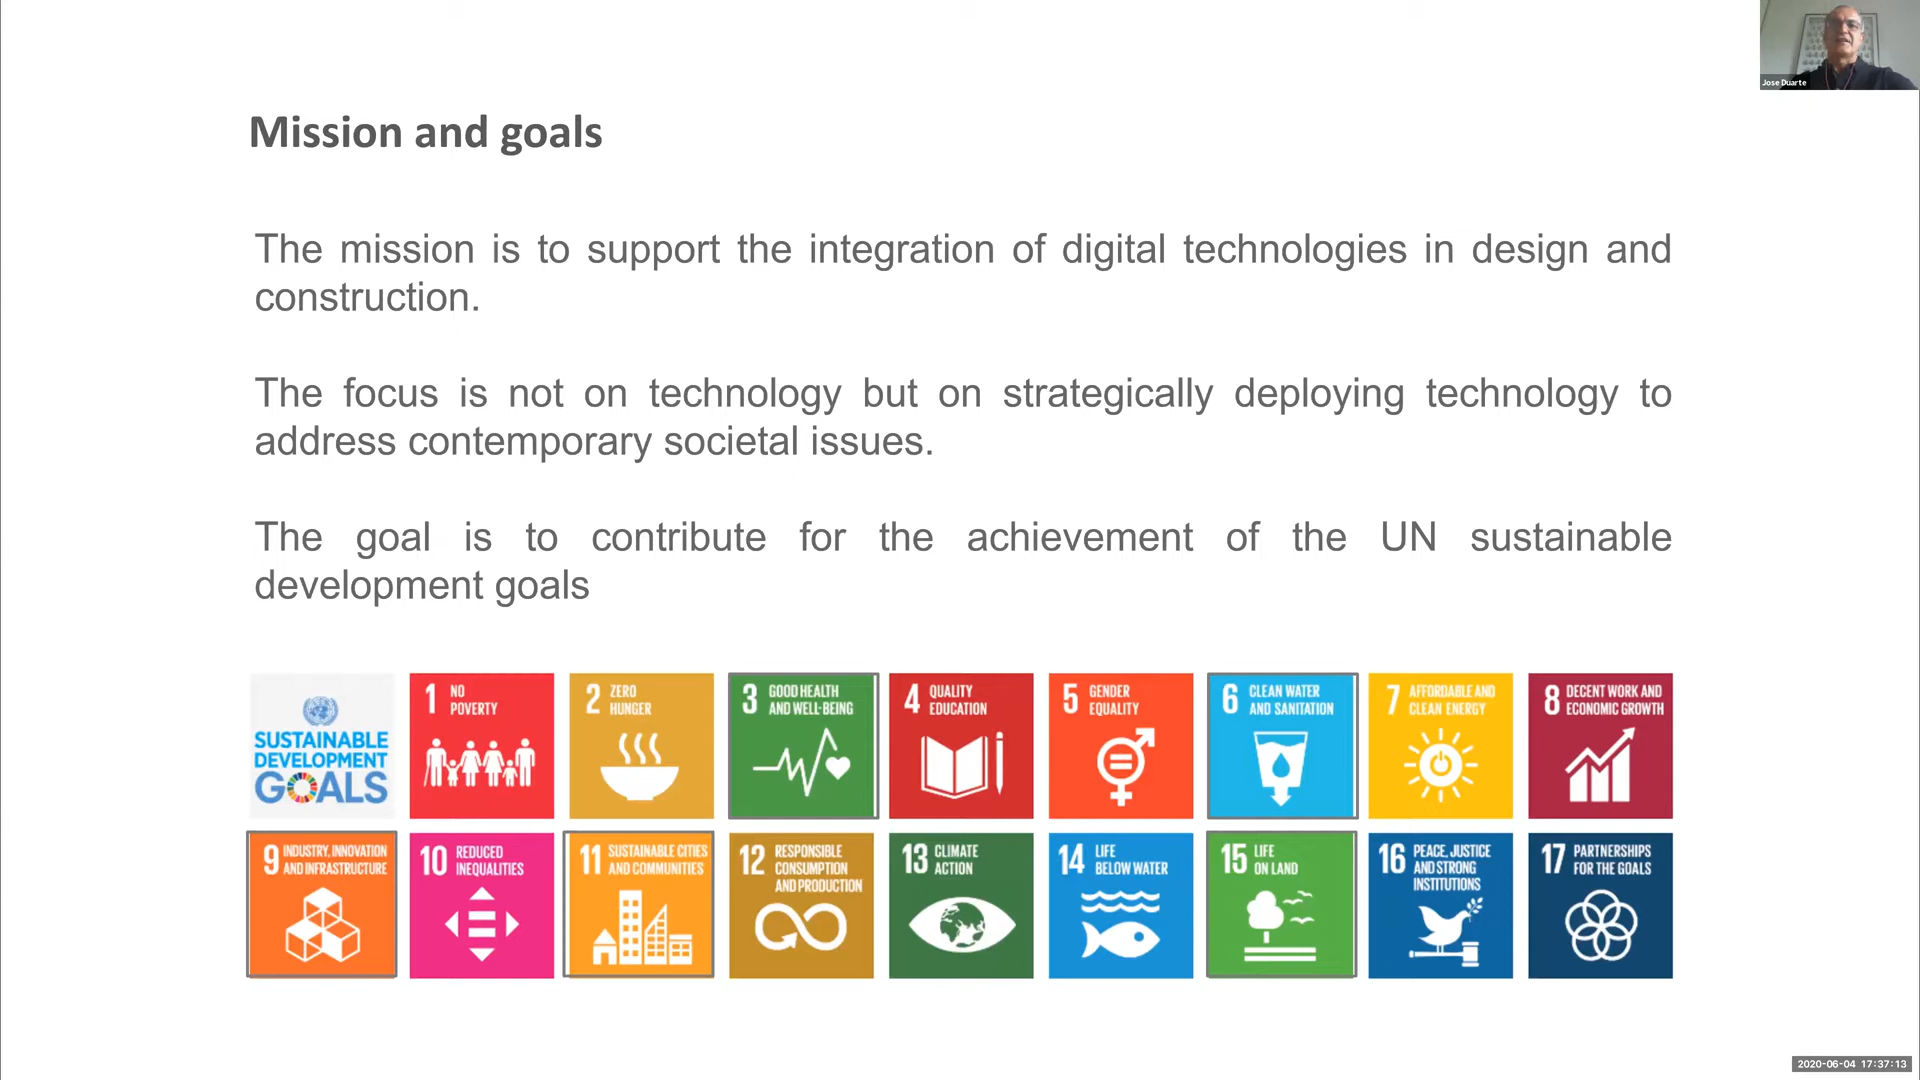 Jose Duarte
Mission and goals
The mission is to support the integration of digital technologies in design and
construction.
The focus is not on technology but on strategically deploying technology to
address contemporary societal issues.
The goal is to contribute for the achievement of the UN sustainable
development goals
SUSTAINABLE
DEVELOPMENT
GOALS
1 NO
POVERTY
2 ZERO
HUNGER
3 GOOD HEALTH
AND WELL-BEING
4 QUALITY
EDUCATION
5 GENDER
EQUALITY
6 CLEAN WATER
AND SANITATION
7 AFFORDABLE AND
CLEAN ENERGY
8 DECENT WORK AND
ECONOMIC GROWTH
9 INDUSTRY, INNOVATION
AND INFRASTRUCTURE
10 REDUCED
INEQUALITIES
11 SUSTAINABLE CITIES
AND COMMUNITIES
12 RESPONSIBLE
CONSUMPTION
AND PRODUCTION
13 CLIMATE
ACTION
14 LIFE
BELOW WATER
15 LIFE
ON LAND
16 PEACE, JUSTICE
AND STRONG
INSTITUTIONS
17 PARTNERSHIPS
FOR THE GOALS
2020-06-04 17:37:13